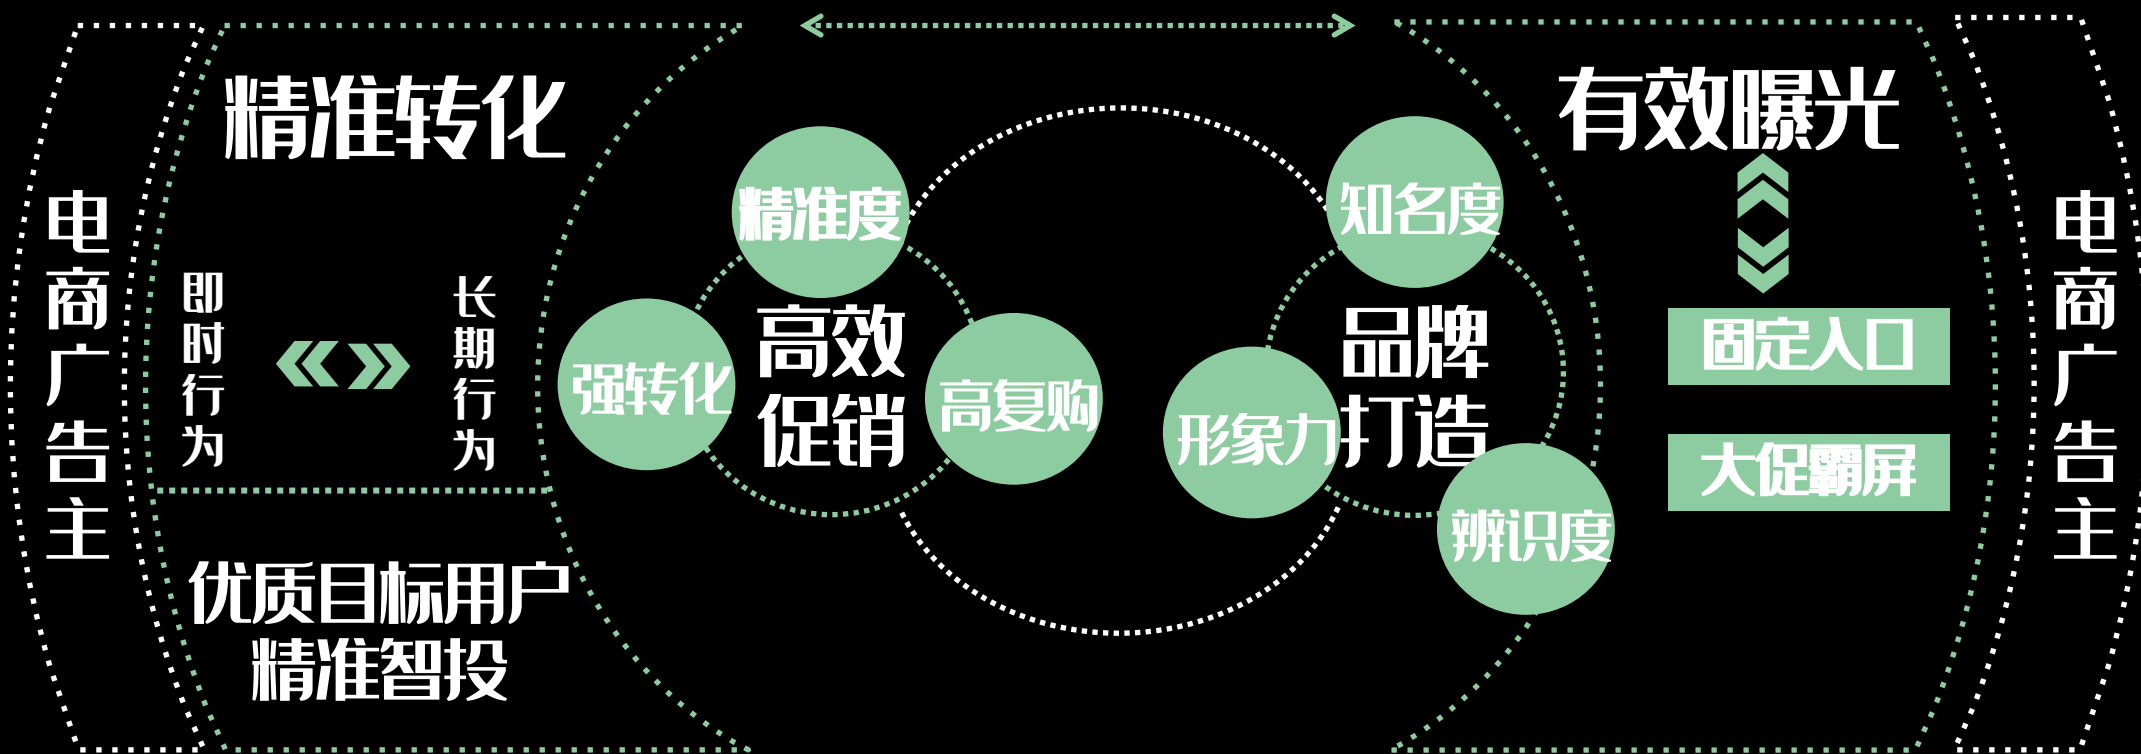 电商广告主
精准转化
即时行为
长期行为
优质目标用户
精准智投
精准度
强转化
高复购
高效
促销
知名度
形象力
辨识度
品牌
打造
有效曝光
固定入口
大促霸屏
电商广告主